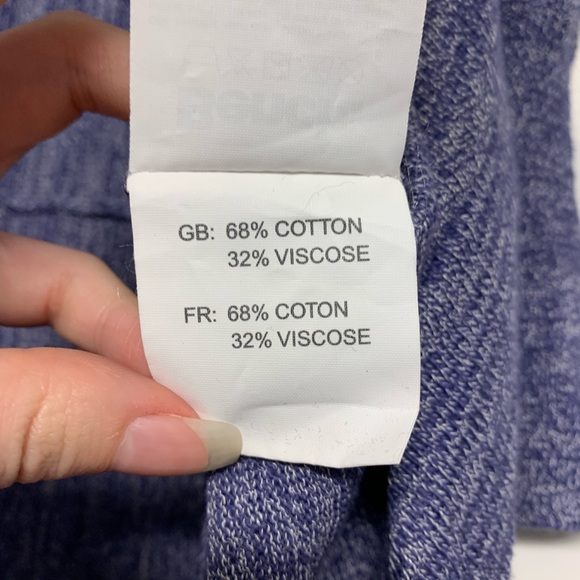 GB: 68% COTTON
32% VISCOSE
FR: 68% COTON
32% VISCOSE